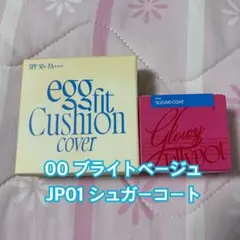 SPF 50+ PA++++
egg
fit
Cushion
cover
SUGAR COAT
Glowy
00 ブライトベージュ
JP01 シュガーコート